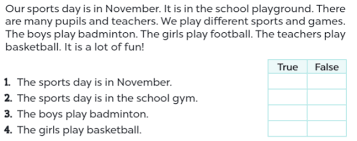 Our sports day is in November. It is in the school playground. There
are many pupils and teachers. We play different sports and games.
The boys play badminton. The girls play football. The teachers play
basketball. It is a lot of fun!
True False
1. The sports day is in November.
2. The sports day is in the school gym.
3. The boys play badminton.
4. The girls play basketball.